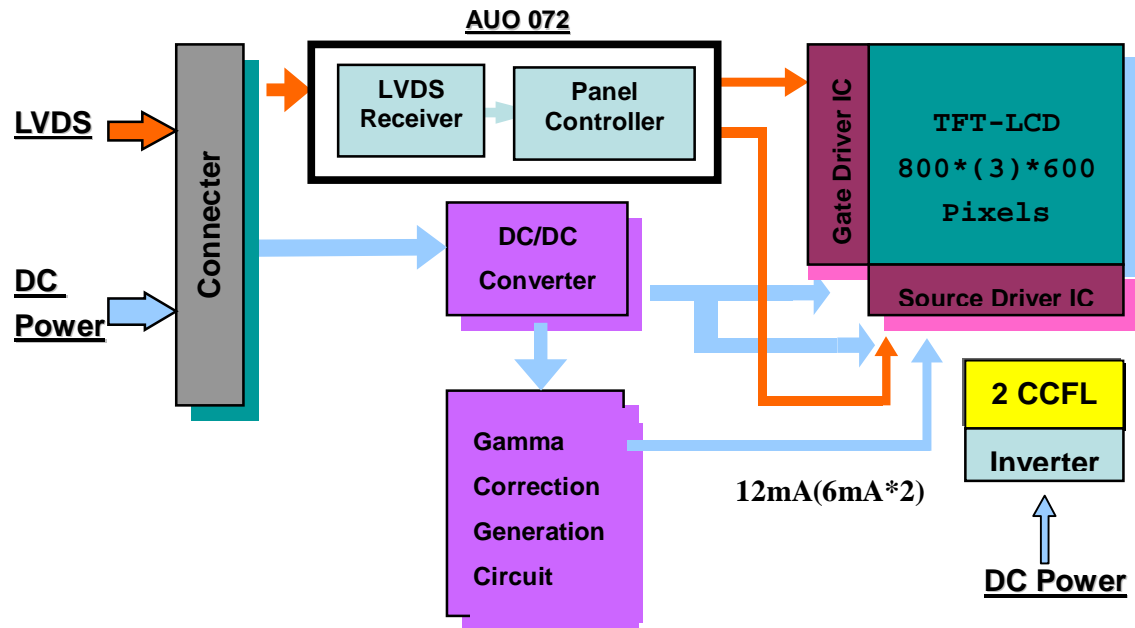 AUO 072
LVDS
DC
Power
Connecter
LVDS
Receiver
Panel
Controller
Gate Driver IC
TFT-LCD
800*(3)*600
Pixels
Source Driver IC
DC/DC
Converter
Gamma
Correction
Generation
Circuit
12mA(6mA*2)
2 CCFL
Inverter
DC Power